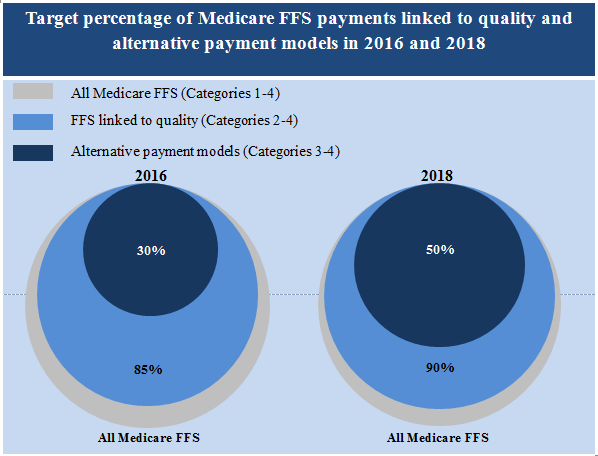 Target percentage of Medicare FFS payments linked to quality and
alternative payment models in 2016 and 2018
All Medicare FFS (Categories 1-4)
FFS linked to quality (Categories 2-4)
Alternative payment models (Categories 3-4)
2016
2018
30%
50%
85%
90%
All Medicare FFS
All Medicare FFS